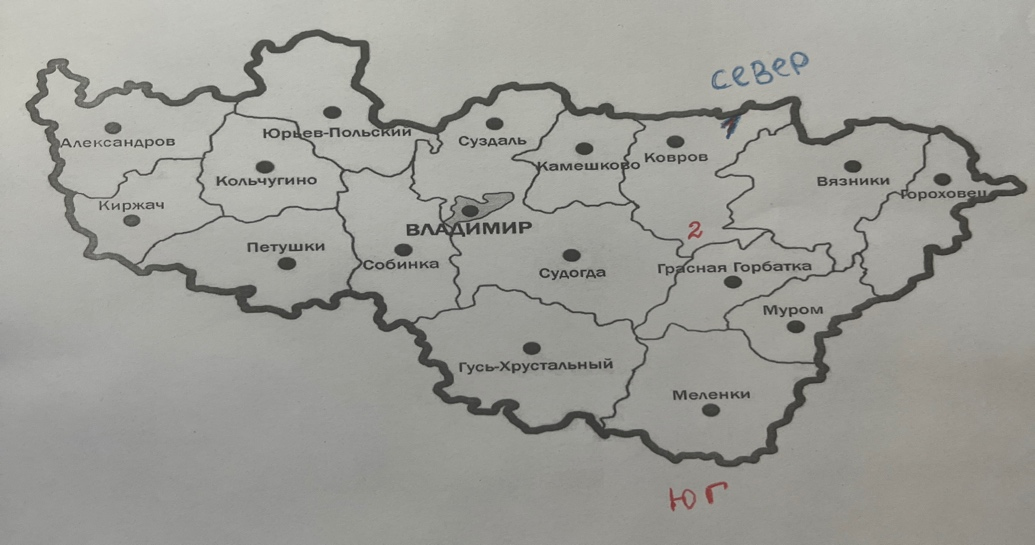 север
1
Александров
Юрьев-Польский
Суздаль
Камешково
Ковров
Вязники
Гороховец
Кольчугино
Киржач
ВЛАДИМИР
2
Петушки
Собинка
Судогда
Грасная Горбатка
Муром
Гусь-Хрустальный
Меленки
юг